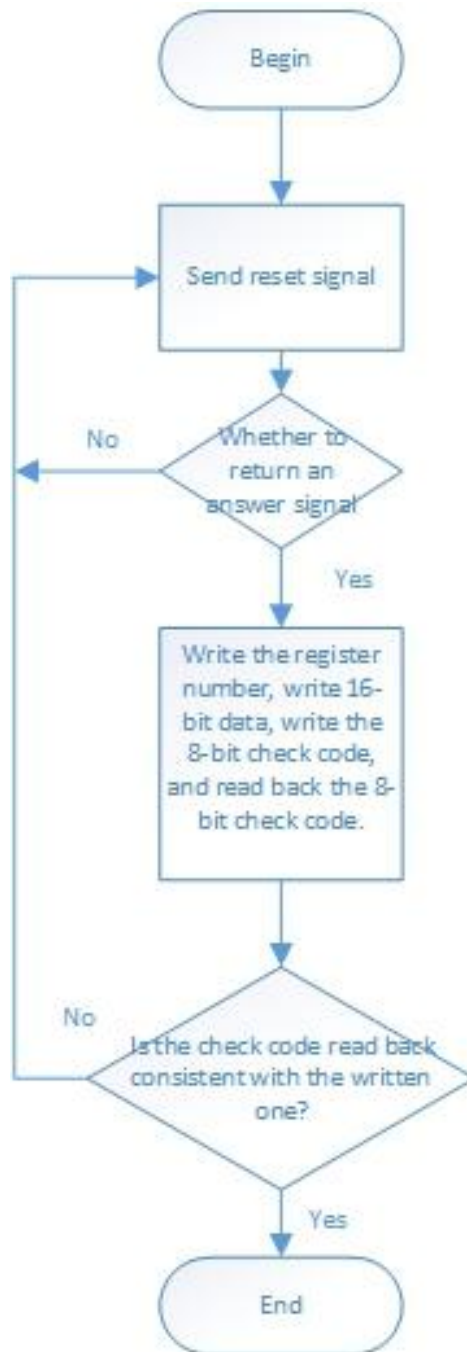 Begin
Send reset signal
No
Whether to
return an
answer signal
Yes
Write the register
number, write 16-
bit data, write the
8-bit check code,
and read back the 8-
bit check code.
No
Is the check code read back
consistent with the written
one?
Yes
End